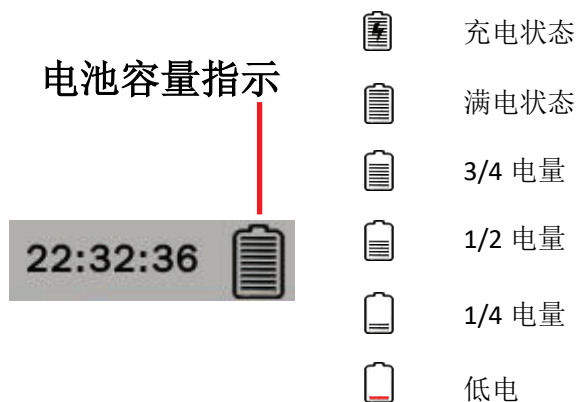 电池容量指示
22:32:36
充电状态
满电状态
3/4 电量
1/2 电量
1/4 电量
低电